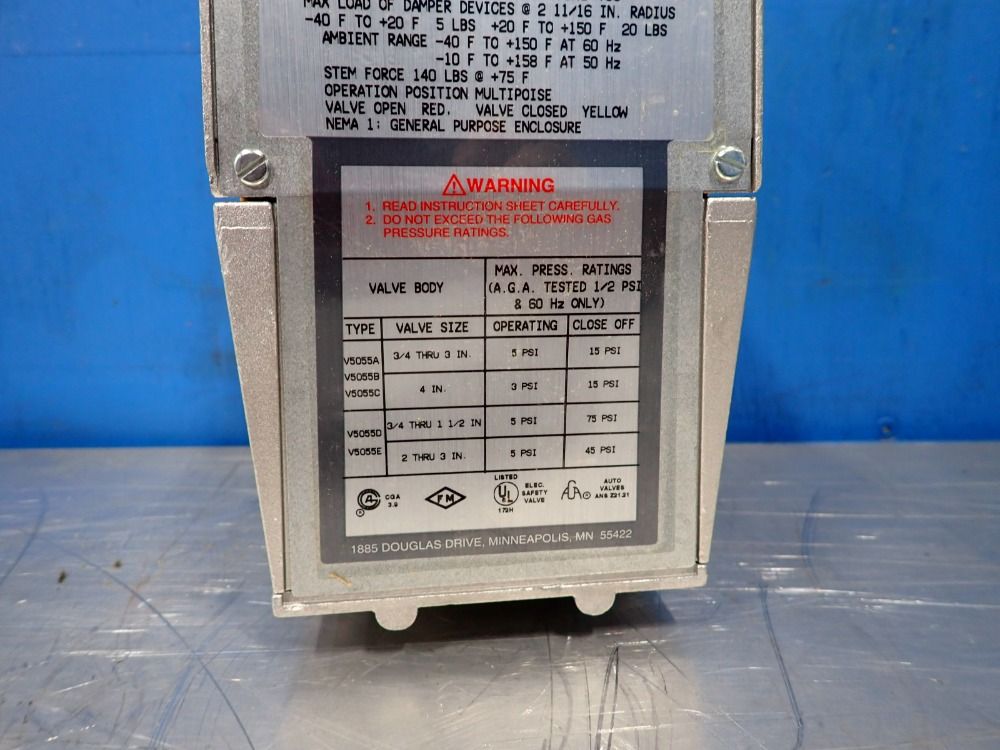 MAX LOAD OF DAMPER DEVICES @ 2 11/16 IN. RADIUS
-40 F TO +20 F 5 LBS +20 F TO +150 F 20 LBS
AMBIENT RANGE -40 F TO +150 F AT 60 Hz
-10 F TO +158 F AT 50 Hz
STEM FORCE 140 LBS @ +75 F
OPERATION POSITION MULTIPOISE
VALVE OPEN RED. VALVE CLOSED YELLOW
NEMA 1: GENERAL PURPOSE ENCLOSURE
WARNING
1. READ INSTRUCTION SHEET CAREFULLY.
2. DO NOT EXCEED THE FOLLOWING GAS
PRESSURE RATINGS.
VALVE BODY
MAX. PRESS. RATINGS
(A.G.A. TESTED 1/2 PSI
& 60 Hz ONLY)
TYPE VALVE SIZE OPERATING CLOSE OFF
V5055A
V5055B
V5055C
3/4 THRU 3 IN. 5 PSI 15 PSI
4 IN. 3 PSI 15 PSI
V5055D
V5055E
3/4 THRU 1 1/2 IN 5 PSI 75 PSI
2 THRU 3 IN. 5 PSI 45 PSI
CGA
3.9
FM
LISTED
UL
172H
ELEC.
SAFETY
VALVE
AUTO
VALVES
ANS Z21.21
1885 DOUGLAS DRIVE, MINNEAPOLIS, MN 55422